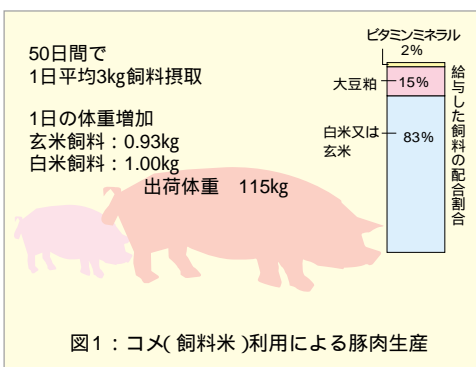 50日間で
1日平均3kg飼料摂取
1日の体重増加
玄米飼料：0.93kg
白米飼料：1.00kg
出荷体重　115kg
ビタミンミネラル
2%
大豆粕
15%
白米又は
玄米
83%
給与した飼料の配合割合
図1：コメ(飼料米)利用による豚肉生産